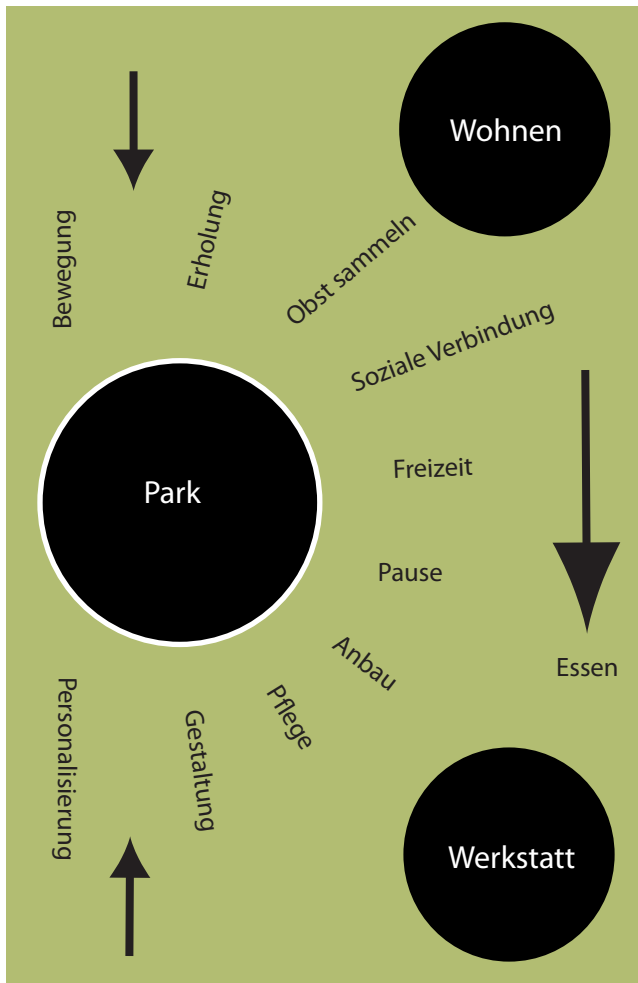 Wohnen
Bewegung
Erholung
Obst sammeln
Soziale Verbindung
Freizeit
Park
Pause
Anbau
Essen
Pflege
Gestaltung
Personalisierung
Werkstatt